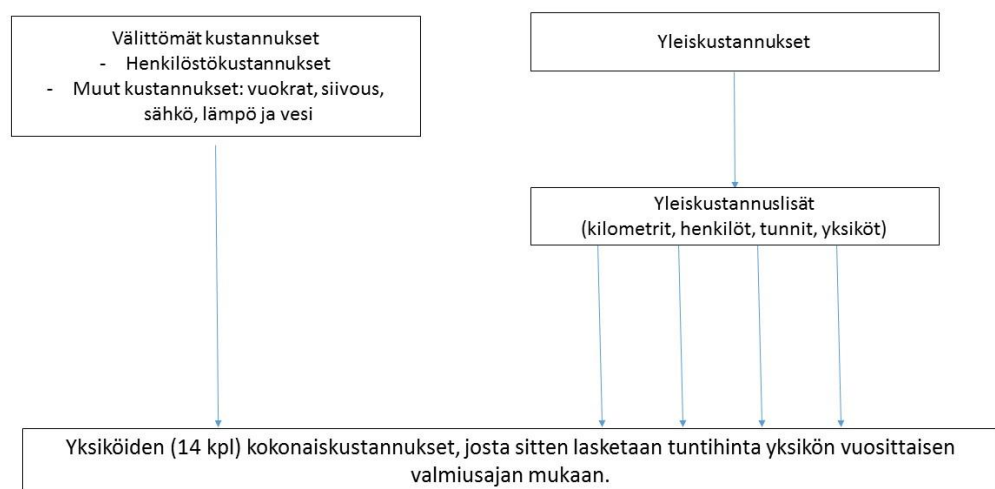 Välittömät kustannukset
- Henkilöstökustannukset
- Muut kustannukset: vuokrat, siivous,
sähkö, lämpö ja vesi
Yleiskustannukset
Yleiskustannuslisät
(kilometrit, henkilöt, tunnit, yksiköt)
Yksiköiden (14 kpl) kokonaiskustannukset, josta sitten lasketaan tuntihinta yksikön vuosittaisen
valmiusajan mukaan.